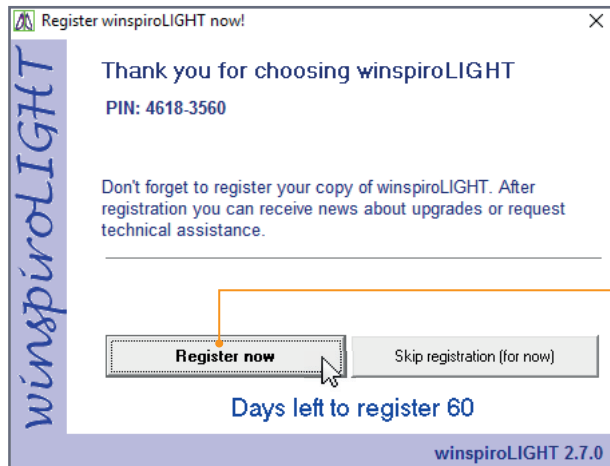 Register winspiroLIGHT now!
winspiroLIGHT
Thank you for choosing winspiroLIGHT
PIN: 4618-3560
Don't forget to register your copy of winspiroLIGHT. After
registration you can receive news about upgrades or request
technical assistance.
Register now
Skip registration (for now)
Days left to register 60
winspiroLIGHT 2.7.0